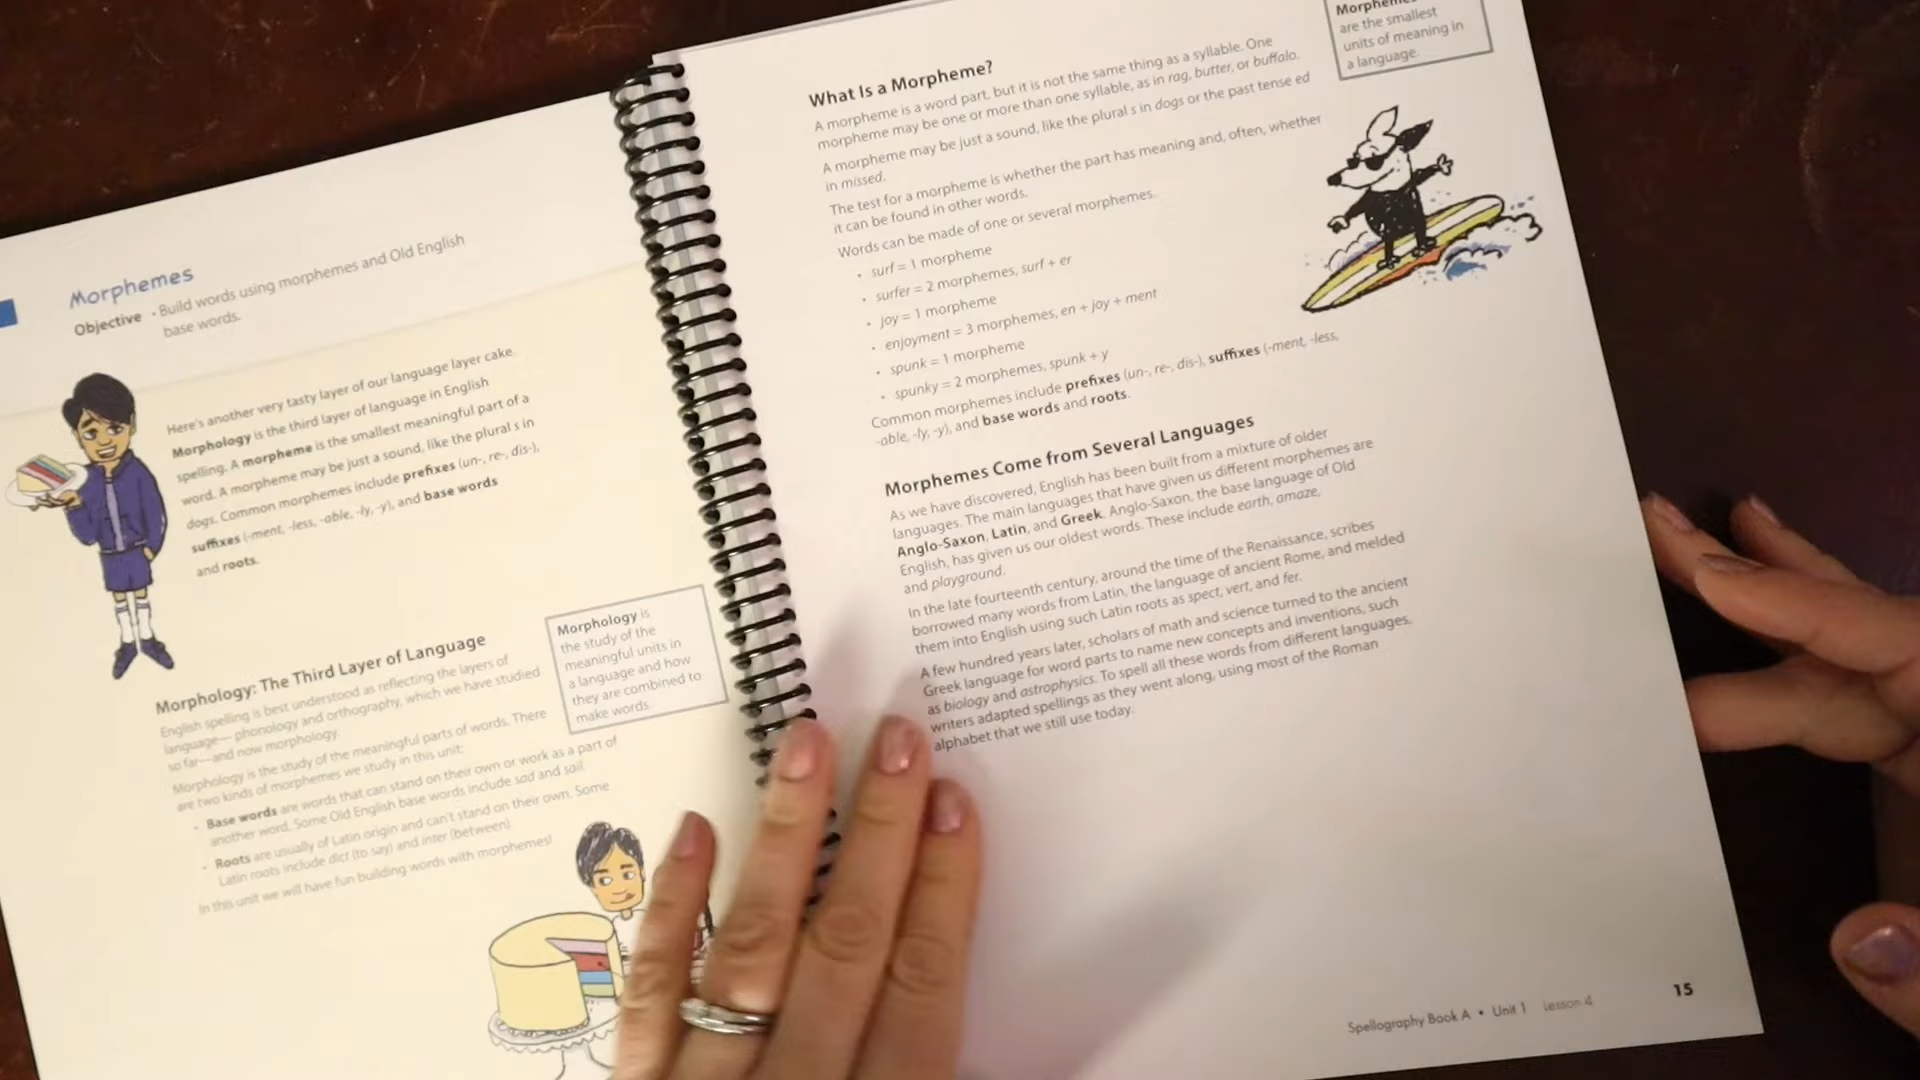 Morphemes
Objective • Build words using morphemes and Old English
base words.
Here's another very tasty layer of our language layer cake.
Morphology is the third layer of language in English
spelling. A morpheme is the smallest meaningful part of a
word. A morpheme may be just a sound, like the plural s in
dogs. Common morphemes include prefixes (un-, re-, dis-),
suffixes (-ment, -less, -able, -ly, -y), and base words
and roots.
Morphology: The Third Layer of Language
English spelling is best understood as reflecting the layers of
language— phonology and orthography, which we have studied
so far—and now morphology.
Morphology is the study of the meaningful parts of words. There
are two kinds of morphemes we study in this unit:
• Base words are words that can stand on their own or work as a part of
another word. Some Old English base words include sad and sail.
• Roots are usually of Latin origin and can't stand on their own. Some
Latin roots include dict (to say) and inter (between).
In this unit we will have fun building words with morphemes!
Morphology is
the study of the
meaningful units in
a language and how
they are combined to
make words.
What Is a Morpheme?
A morpheme is a word part, but it is not the same thing as a syllable. One
morpheme may be one or more than one syllable, as in rag, butter, or buffalo.
A morpheme may be just a sound, like the plural s in dogs or the past tense ed
in missed.
The test for a morpheme is whether the part has meaning and, often, whether
it can be found in other words.
Words can be made of one or several morphemes.
• surf = 1 morpheme
• surfer = 2 morphemes, surf + er
• joy = 1 morpheme
• enjoyment = 3 morphemes, en + joy + ment
• spunk = 1 morpheme
• spunky = 2 morphemes, spunk + y
Common morphemes include prefixes (un-, re-, dis-), suffixes (-ment, -less,
-able, -ly, -y), and base words and roots.
Morphemes Come from Several Languages
As we have discovered, English has been built from a mixture of older
languages. The main languages that have given us different morphemes are
Anglo-Saxon, Latin, and Greek. Anglo-Saxon, the base language of Old
English, has given us our oldest words. These include earth, amaze,
and playground.
In the late fourteenth century, around the time of the Renaissance, scribes
borrowed many words from Latin, the language of ancient Rome, and melded
them into English using such Latin roots as spect, vert, and fer.
A few hundred years later, scholars of math and science turned to the ancient
Greek language for word parts to name new concepts and inventions, such
as biology and astrophysics. To spell all these words from different languages,
writers adapted spellings as they went along, using most of the Roman
alphabet that we still use today.
are the smallest
units of meaning in
a language.
Spellography Book A • Unit 1 Lesson 4
15